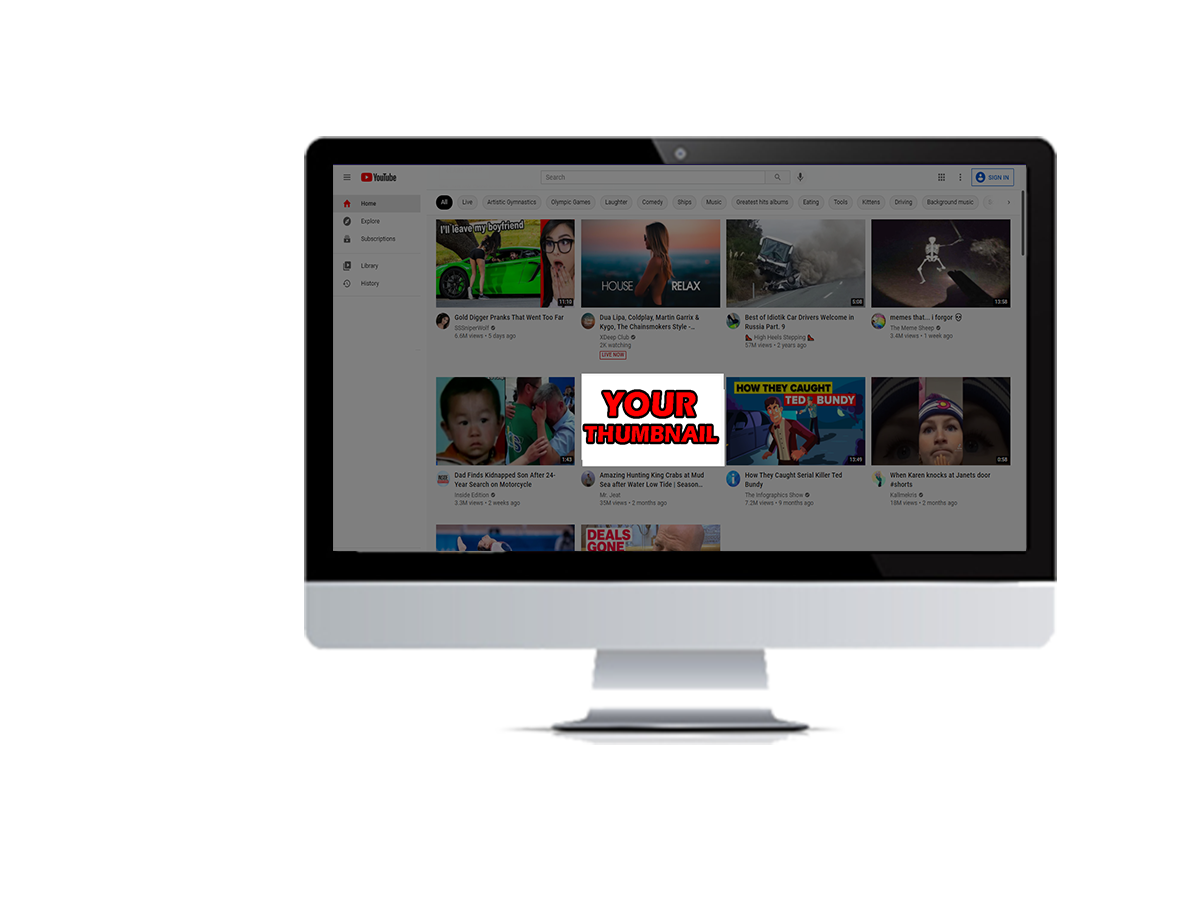 YouTube
Search
SIGN IN
Home
Explore
Subscriptions
Library
History
All
Live
Artistic Gymnastics
Olympic Games
Laughter
Comedy
Ships
Music
Greatest hits albums
Eating
Tools
Kittens
Driving
Background music
I'll leave my boyfriend
11:10
Gold Digger Pranks That Went Too Far
SSSniperWolf
6.6M views • 5 days ago
HOUSE RELAX
Dua Lipa, Coldplay, Martin Garrix &
Kygo, The Chainsmokers Style -...
XDeep Club
2K watching
LIVE NOW
5:08
Best of Idiotik Car Drivers Welcome in
Russia Part. 9
👠 High Heels Stepping 👠
57M views • 2 years ago
13:58
memes that... i forgor 💀
The Meme Sheep
3.4M views • 1 week ago
1:43
Dad Finds Kidnapped Son After 24-
Year Search on Motorcycle
Inside Edition
3.3M views • 2 weeks ago
YOUR
THUMBNAIL
Amazing Hunting King Crabs at Mud
Sea after Water Low Tide | Season...
Mr. Jeat
35M views • 2 months ago
HOW THEY CAUGHT
TED BUNDY
13:49
How They Caught Serial Killer Ted
Bundy
The Infographics Show
7.2M views • 9 months ago
0:58
When Karen knocks at Janets door
#shorts
Kallmekris
18M views • 2 months ago
DEALS
GONE